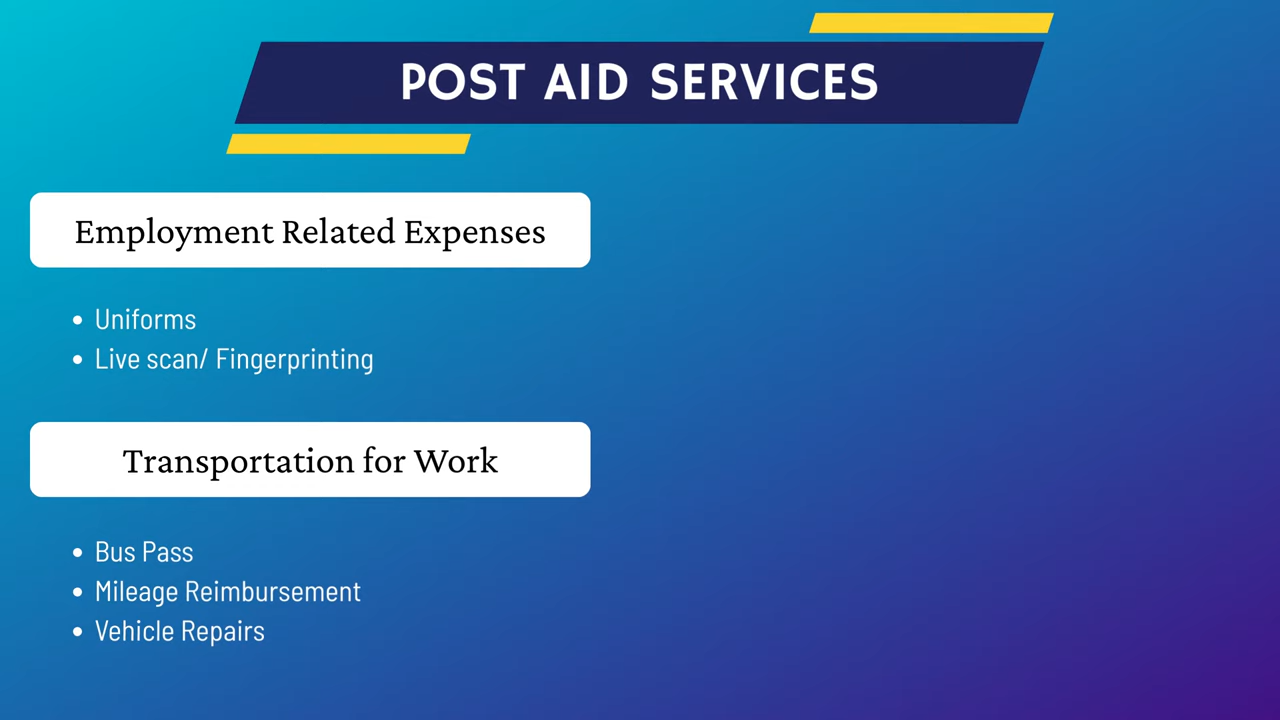 POST AID SERVICES
Employment Related Expenses
• Uniforms
• Live scan/ Fingerprinting
Transportation for Work
• Bus Pass
• Mileage Reimbursement
• Vehicle Repairs